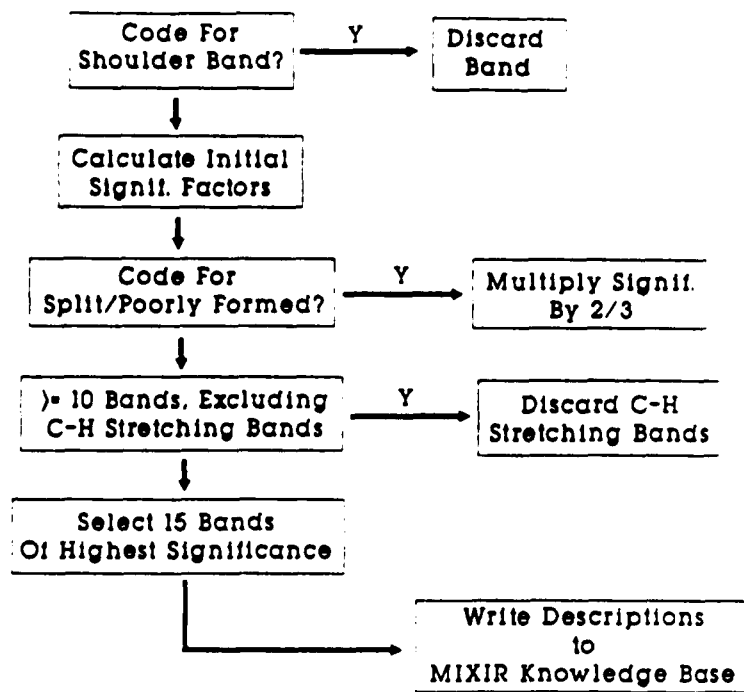 Code For
Shoulder Band?
Y
Discard
Band
Calculate Initial
Signif. Factors
Code For
Split/Poorly Formed?
Y
Multiply Signif.
By 2/3
>= 10 Bands, Excluding
C-H Stretching Bands
Y
Discard C-H
Stretching Bands
Select 15 Bands
Of Highest Significance
Write Descriptions
to
MIXIR Knowledge Base